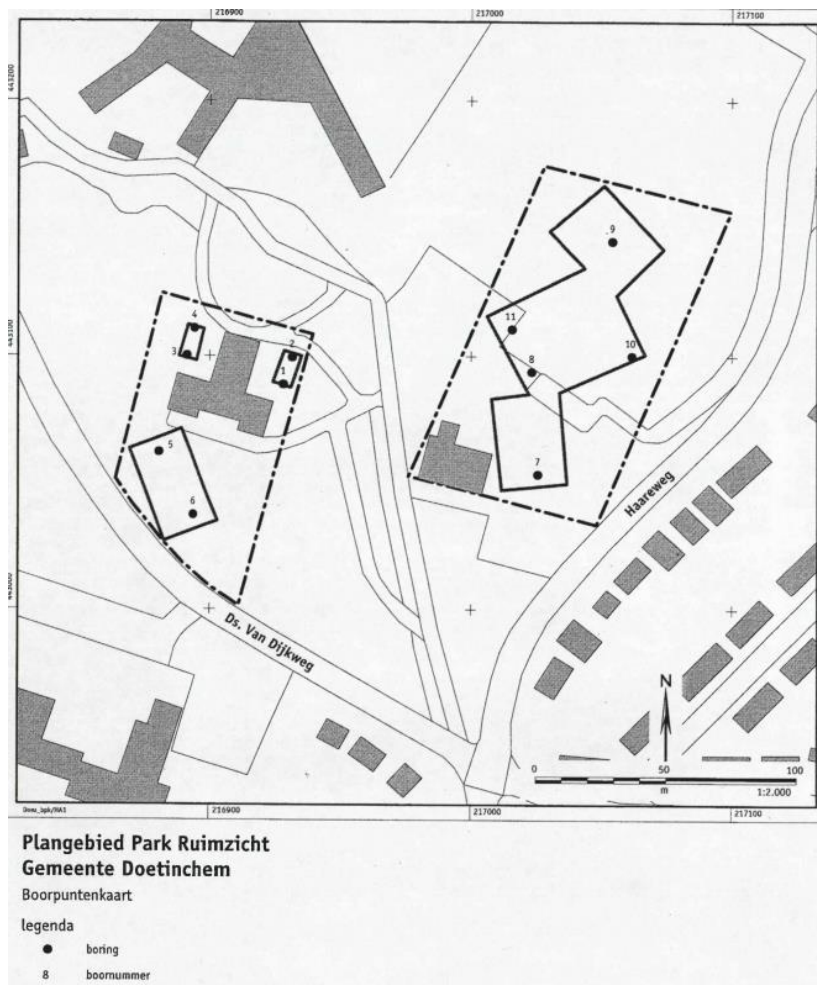 216900
217000
217100
443200
9
4
11
443100
3
2
10
1
8
5
7
6
Haareweg
443000
Ds. Van Dijkweg
N
0
50
100
m
1:2.000
216900
217000
217100
Plangebied Park Ruimzicht
Gemeente Doetinchem
Boorpuntenkaart
legenda
boring
8 boornummer